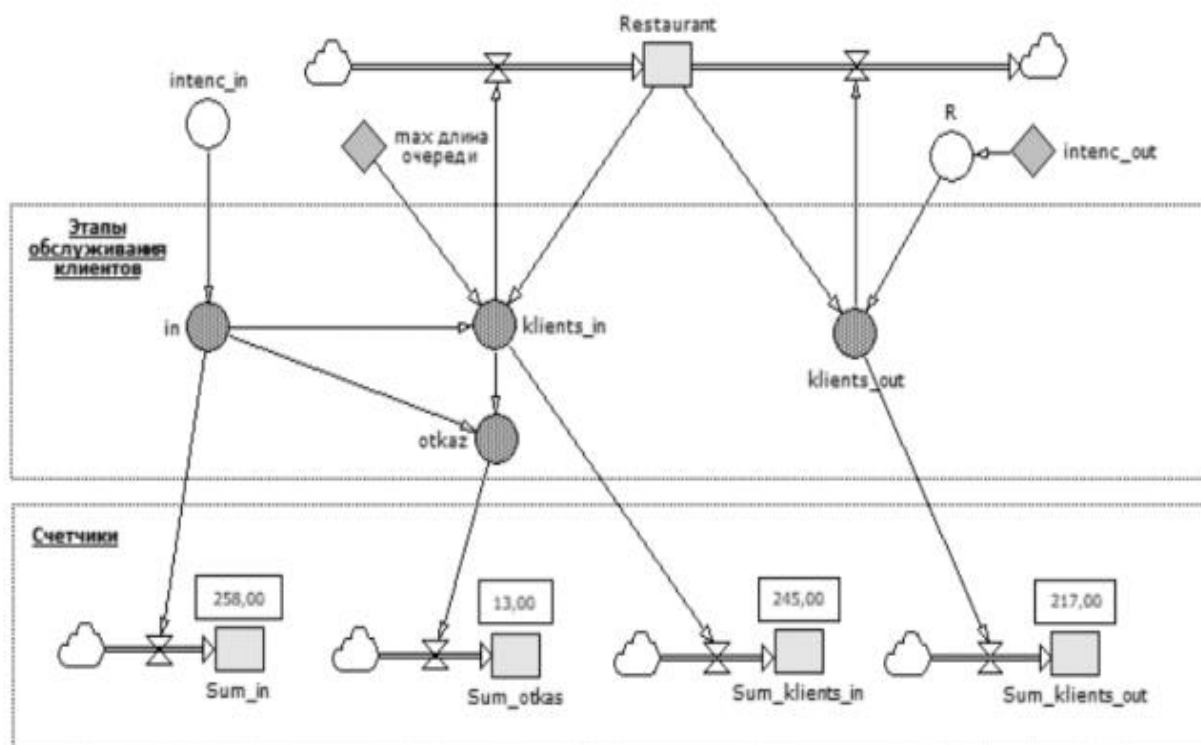 Restaurant
intenc_in
max длина
очереди
R
intenc_out
Этапы
обслуживания
клиентов
in
klients_in
klients_out
otkaz
Счетчики
258,00
13,00
245,00
217,00
Sum_in
Sum_otkas
Sum_klients_in
Sum_klients_out